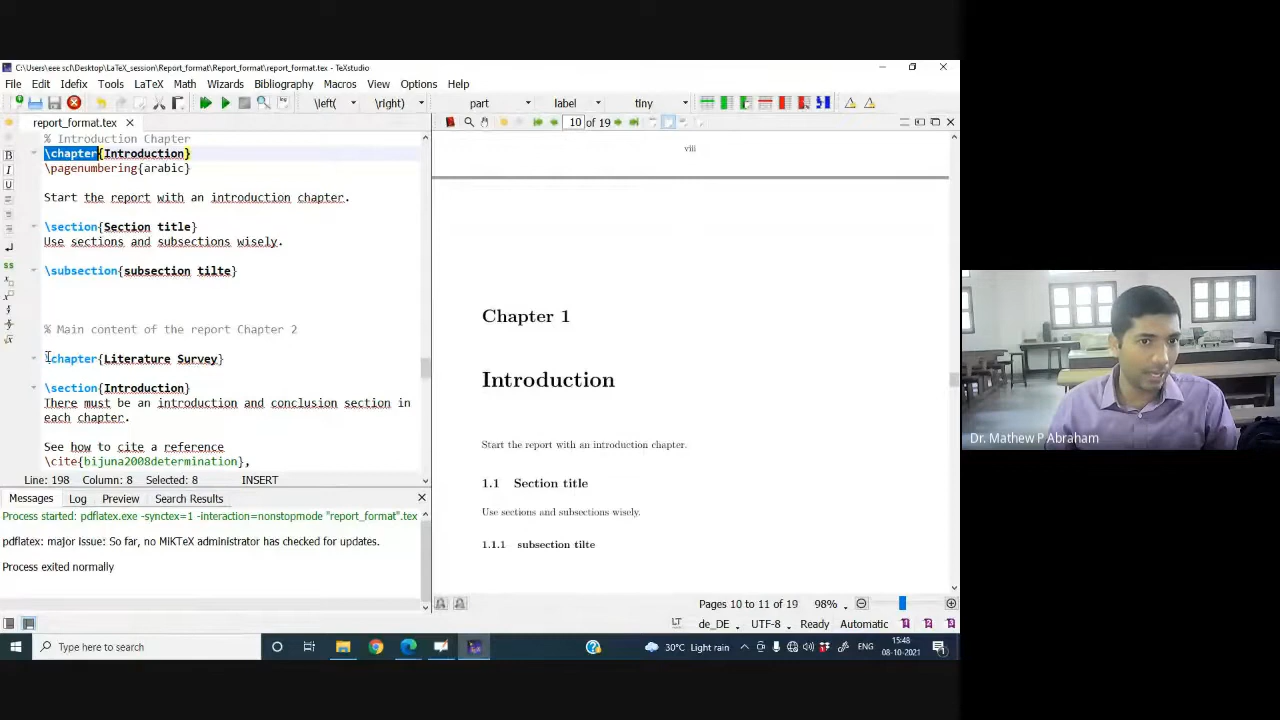 C:\Users\eee scl\Desktop\LaTeX_session\Report_format\Report_format\report_format.tex - TeXstudio
File Edit Idefix Tools LaTeX Math Wizards Bibliography Macros View Options Help
\left( \right) part label tiny
report_format.tex
10 of 19
% Introduction Chapter
\chapter{Introduction}
\pagenumbering{arabic}
Start the report with an introduction chapter.
\section{Section title}
Use sections and subsections wisely.
\subsection{subsection tilte}
% Main content of the report Chapter 2
\chapter{Literature Survey}
\section{Introduction}
There must be an introduction and conclusion section in
each chapter.
See how to cite a reference
\cite{bijuna2008determination},
Line: 198 Column: 8 Selected: 8 INSERT
Messages Log Preview Search Results
Process started: pdflatex.exe -synctex=1 -interaction=nonstopmode "report_format".tex
pdflatex: major issue: So far, no MiKTeX administrator has checked for updates.
Process exited normally
viii
Chapter 1
Introduction
Start the report with an introduction chapter.
1.1 Section title
Use sections and subsections wisely.
1.1.1 subsection tilte
Pages 10 to 11 of 19 98%
LT de_DE UTF-8 Ready Automatic
Dr. Mathew P Abraham
Type here to search
30°C Light rain
ENG
15:48
08-10-2021